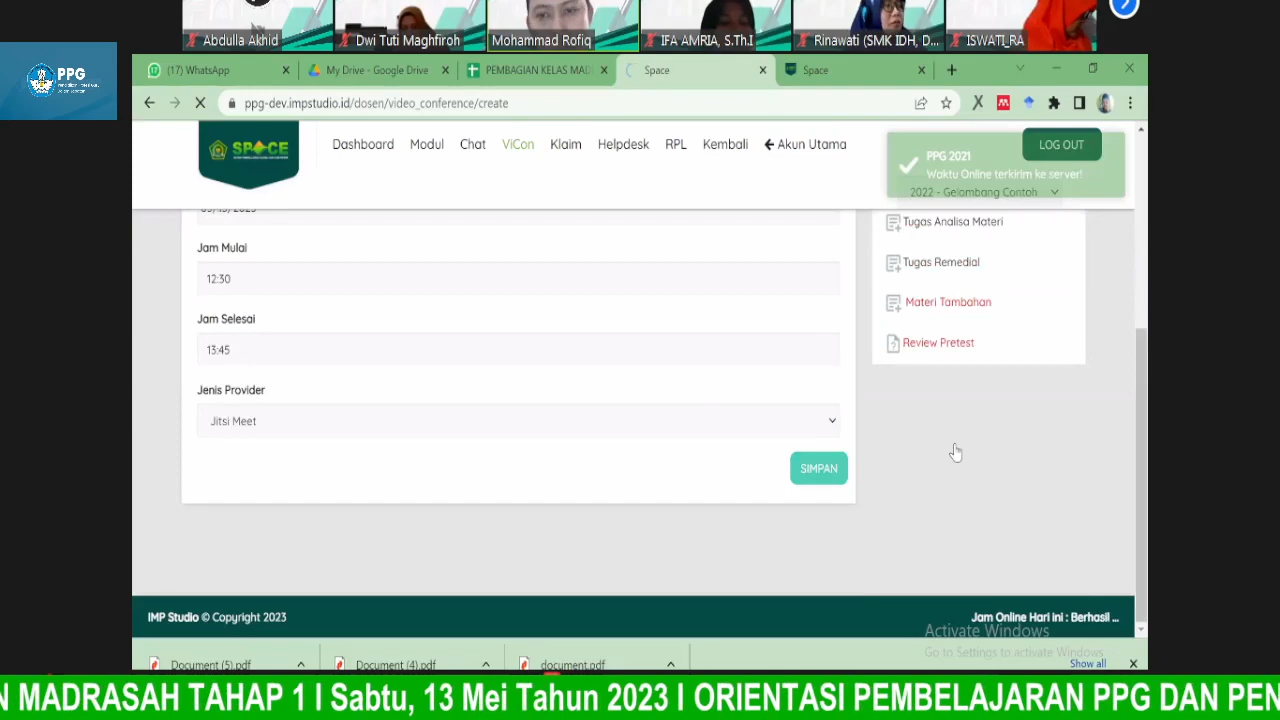 Abdulla Akhid
Dwi Tuti Maghfiroh
Mohammad Rofiq
IFA AMRIA, S.Th.I
Rinawati (SMK IDH, D...
ISWATI_RA
PPG
(17) WhatsApp
My Drive - Google Drive
PEMBAGIAN KELAS MAD
Space
Space
ppg-dev.impstudio.id/dosen/video_conference/create
SPACE
Dashboard
Modul
Chat
ViCon
Klaim
Helpdesk
RPL
Kembali
Akun Utama
LOG OUT
PPG 2021
Waktu Online terkirim ke server!
2022 - Gelombang Contoh
Jam Mulai
12:30
Jam Selesai
13:45
Jenis Provider
Jitsi Meet
SIMPAN
Tugas Analisa Materi
Tugas Remedial
Materi Tambahan
Review Pretest
IMP Studio © Copyright 2023
Jam Online Hari ini : Berhasil ...
Activate Windows
Go to Settings to activate Windows.
Document (5).pdf
Document (4).pdf
document.pdf
Show all
N MADRASAH TAHAP 1 I Sabtu, 13 Mei Tahun 2023 I ORIENTASI PEMBELAJARAN PPG DAN PEN